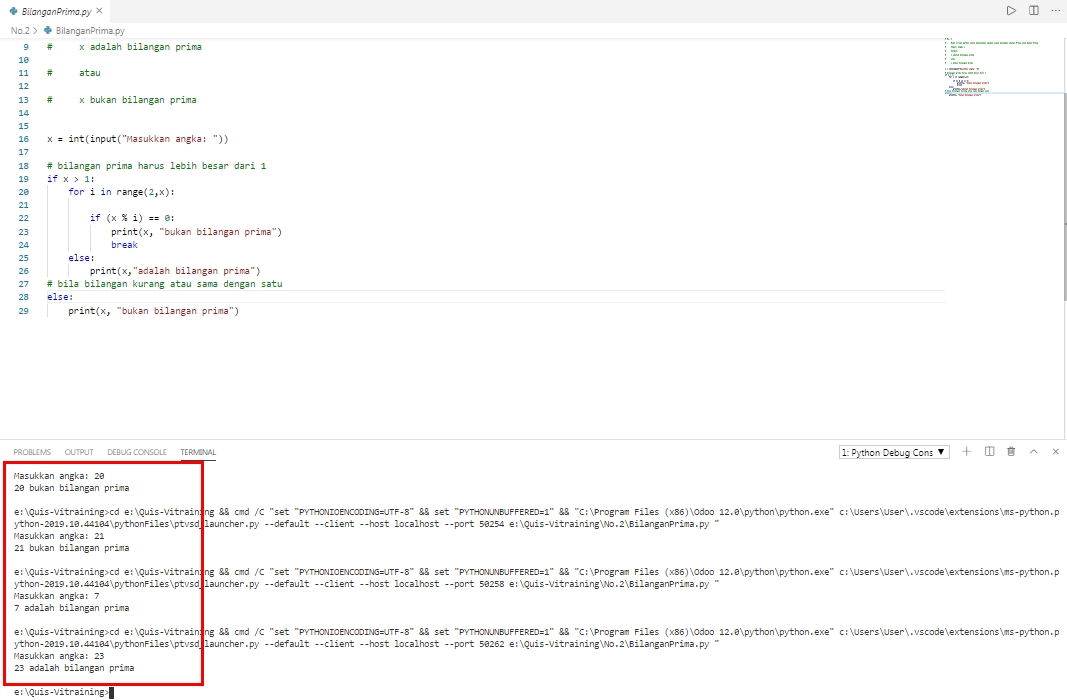 BilanganPrima.py ×
No.2 > BilanganPrima.py
9 # x adalah bilangan prima
10
11 # atau
12
13 # x bukan bilangan prima
14
15
16 x = int(input("Masukkan angka: "))
17
18 # bilangan prima harus lebih besar dari 1
19 if x > 1:
20 for i in range(2,x):
21
22 if (x % i) == 0:
23 print(x, "bukan bilangan prima")
24 break
25 else:
26 print(x,"adalah bilangan prima")
27 # bila bilangan kurang atau sama dengan satu
28 else:
29 print(x, "bukan bilangan prima")
PROBLEMS OUTPUT DEBUG CONSOLE TERMINAL 1: Python Debug Cons
Masukkan angka: 20
20 bukan bilangan prima
e:\Quis-Vitraining>cd e:\Quis-Vitraining && cmd /C "set "PYTHONIOENCODING=UTF-8" && set "PYTHONUNBUFFERED=1" && "C:\Program Files (x86)\Odoo 12.0\python\python.exe" c:\Users\User\.vscode\extensions\ms-python.p
ython-2019.10.44104\pythonFiles\ptvsd_launcher.py --default --client --host localhost --port 50254 e:\Quis-Vitraining\No.2\BilanganPrima.py "
Masukkan angka: 21
21 bukan bilangan prima
e:\Quis-Vitraining>cd e:\Quis-Vitraining && cmd /C "set "PYTHONIOENCODING=UTF-8" && set "PYTHONUNBUFFERED=1" && "C:\Program Files (x86)\Odoo 12.0\python\python.exe" c:\Users\User\.vscode\extensions\ms-python.p
ython-2019.10.44104\pythonFiles\ptvsd_launcher.py --default --client --host localhost --port 50258 e:\Quis-Vitraining\No.2\BilanganPrima.py "
Masukkan angka: 7
7 adalah bilangan prima
e:\Quis-Vitraining>cd e:\Quis-Vitraining && cmd /C "set "PYTHONIOENCODING=UTF-8" && set "PYTHONUNBUFFERED=1" && "C:\Program Files (x86)\Odoo 12.0\python\python.exe" c:\Users\User\.vscode\extensions\ms-python.p
ython-2019.10.44104\pythonFiles\ptvsd_launcher.py --default --client --host localhost --port 50262 e:\Quis-Vitraining\No.2\BilanganPrima.py "
Masukkan angka: 23
23 adalah bilangan prima
e:\Quis-Vitraining>